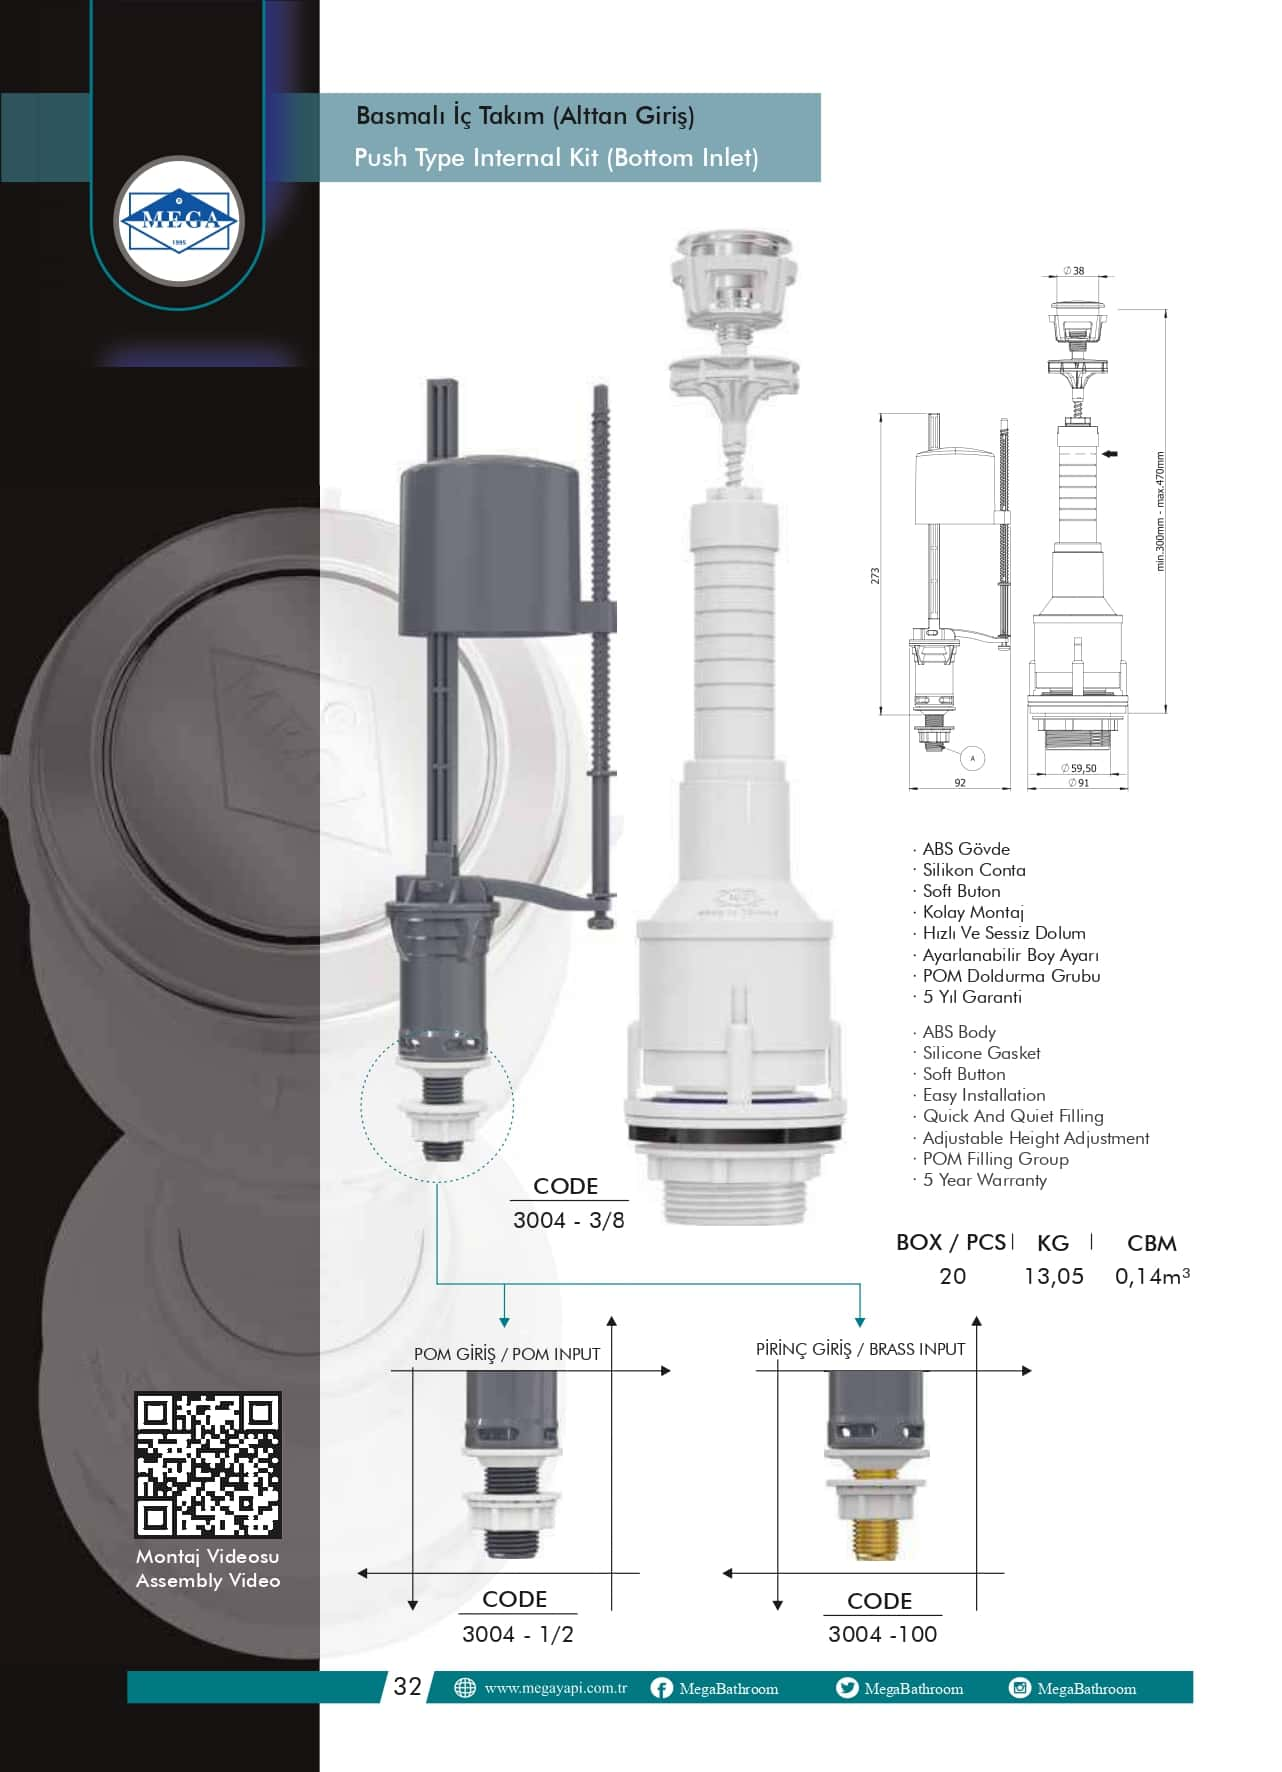 Basmalı İç Takım (Alttan Giriş)
Push Type Internal Kit (Bottom Inlet)
MEGA
1995
Ø 38
min.300mm - max.470mm
273
A
92
Ø 59,50
Ø 91
· ABS Gövde
· Silikon Conta
· Soft Buton
· Kolay Montaj
· Hızlı Ve Sessiz Dolum
· Ayarlanabilir Boy Ayarı
· POM Doldurma Grubu
· 5 Yıl Garanti
· ABS Body
· Silicone Gasket
· Soft Button
· Easy Installation
· Quick And Quiet Filling
· Adjustable Height Adjustment
· POM Filling Group
· 5 Year Warranty
CODE
3004 - 3/8
BOX / PCS | KG | CBM
20 13,05 0,14m³
POM GİRİŞ / POM INPUT
PİRİNÇ GİRİŞ / BRASS INPUT
Montaj Videosu
Assembly Video
CODE
3004 - 1/2
CODE
3004 -100
32
www.megayapi.com.tr
MegaBathroom
MegaBathroom
MegaBathroom